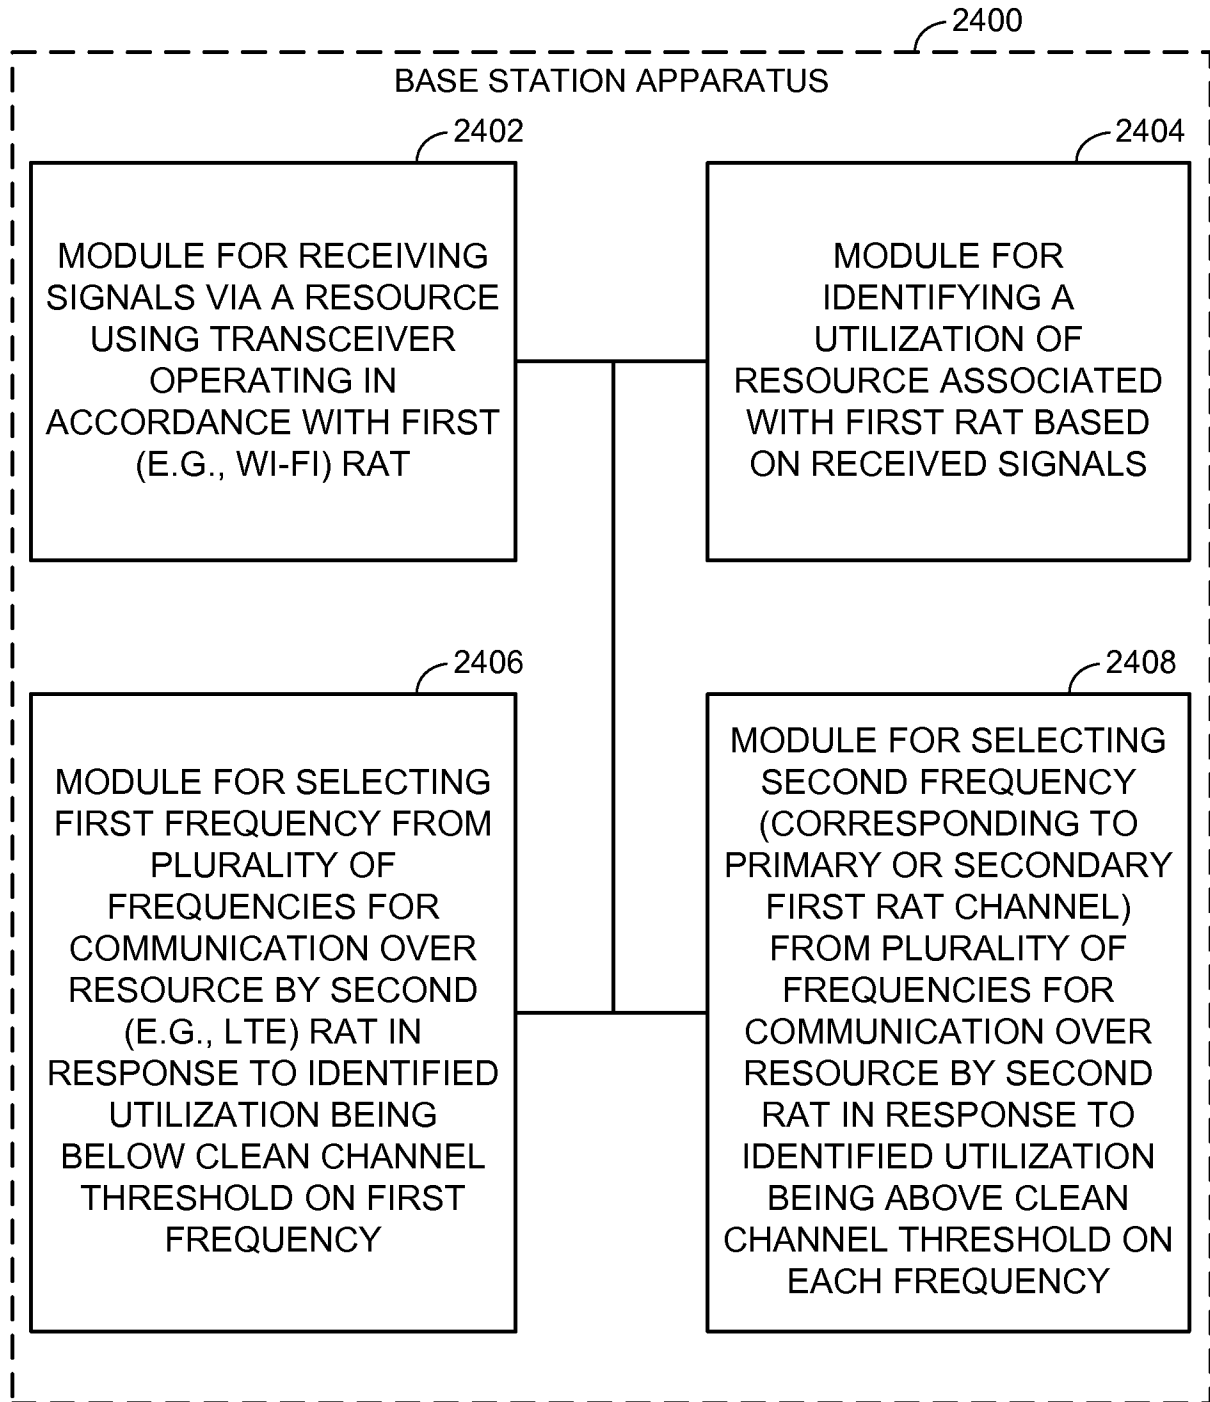 2400
BASE STATION APPARATUS
2402
MODULE FOR RECEIVING
SIGNALS VIA A RESOURCE
USING TRANSCEIVER
OPERATING IN
ACCORDANCE WITH FIRST
(E.G., WI-FI) RAT
2404
MODULE FOR
IDENTIFYING A
UTILIZATION OF
RESOURCE ASSOCIATED
WITH FIRST RAT BASED
ON RECEIVED SIGNALS
2406
MODULE FOR SELECTING
FIRST FREQUENCY FROM
PLURALITY OF
FREQUENCIES FOR
COMMUNICATION OVER
RESOURCE BY SECOND
(E.G., LTE) RAT IN
RESPONSE TO IDENTIFIED
UTILIZATION BEING
BELOW CLEAN CHANNEL
THRESHOLD ON FIRST
FREQUENCY
2408
MODULE FOR SELECTING
SECOND FREQUENCY
(CORRESPONDING TO
PRIMARY OR SECONDARY
FIRST RAT CHANNEL)
FROM PLURALITY OF
FREQUENCIES FOR
COMMUNICATION OVER
RESOURCE BY SECOND
RAT IN RESPONSE TO
IDENTIFIED UTILIZATION
BEING ABOVE CLEAN
CHANNEL THRESHOLD ON
EACH FREQUENCY